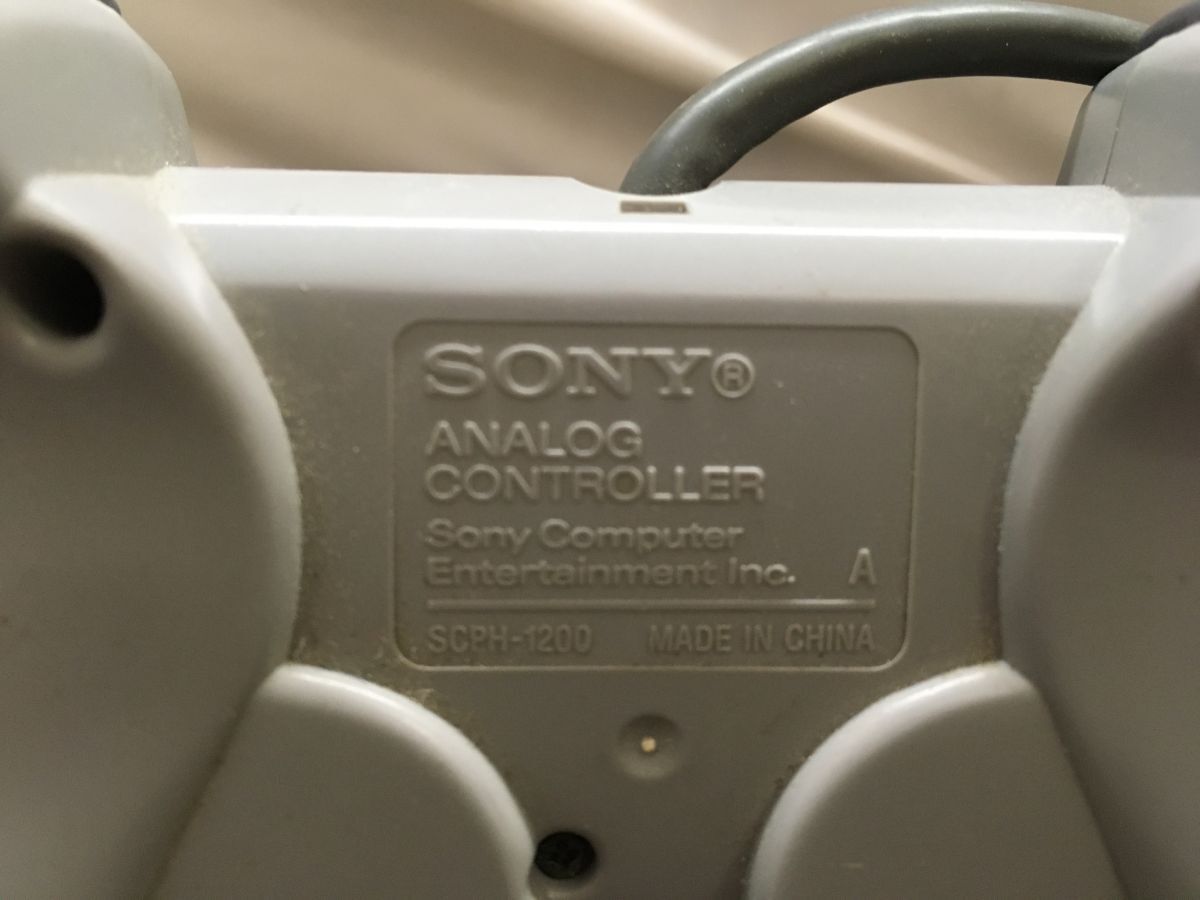 SONY®
ANALOG
CONTROLLER
Sony Computer
Entertainment Inc. A
SCPH-1200 MADE IN CHINA